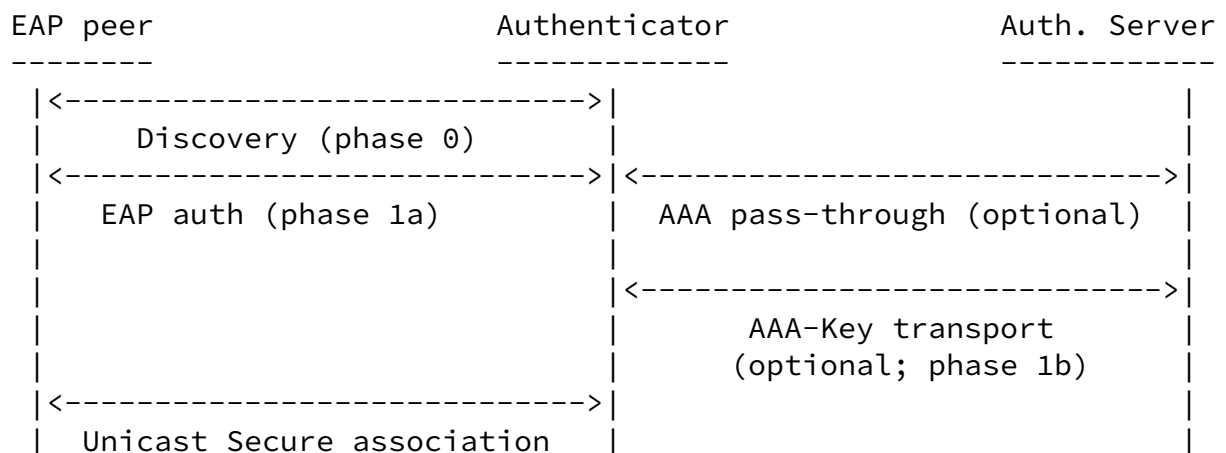 EAP peer                   Authenticator               Auth. Server
--------                   -------------               ------------
 |<----------------------------->|                               |
 |     Discovery (phase 0)       |                               |
 |<----------------------------->|<----------------------------->|
 |   EAP auth (phase 1a)         |  AAA pass-through (optional)  |
 |                               |                               |
 |                               |<----------------------------->|
 |                               |       AAA-Key transport       |
 |                               |      (optional; phase 1b)     |
 |<----------------------------->|                               |
 |  Unicast Secure association   |                               |